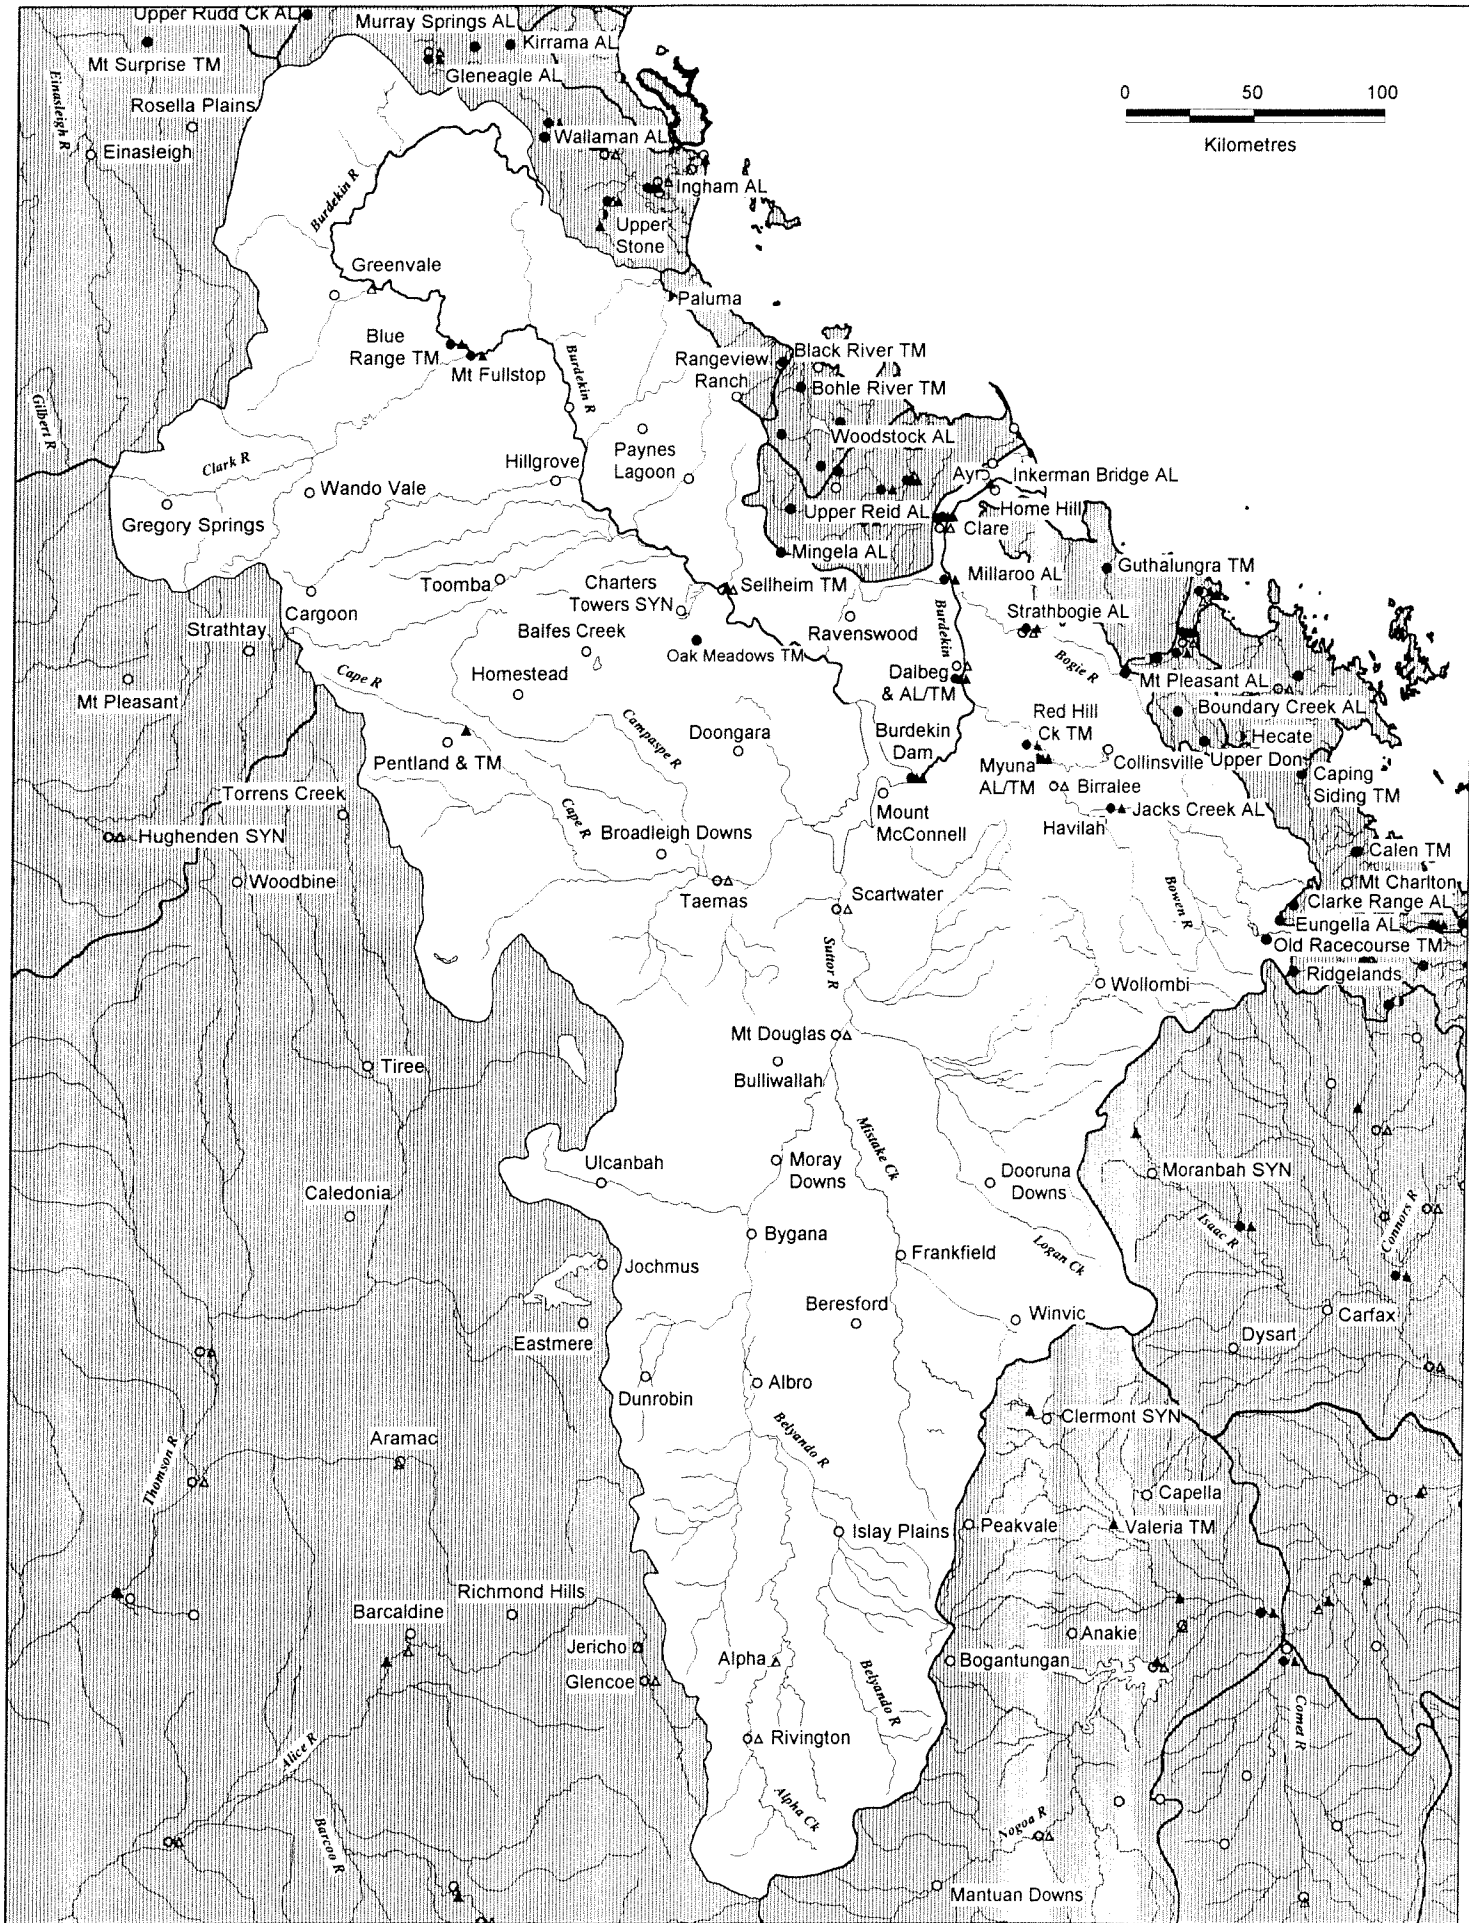 Upper Rudd Ck AL
Murray Springs AL
Kirrama AL
Mt Surprise TM
Gleneagle AL
0 50 100
Kilometres
Rosella Plains
Einasleigh R
Einasleigh
Wallaman AL
Burdekin R
Ingham AL
Upper
Stone
Greenvale
Paluma
Blue
Range TM
Mt Fullstop
Burdekin R
Rangeview
Ranch
Black River TM
Bohle River TM
Gilbert R
Clark R
Paynes
Lagoon
Woodstock AL
Hillgrove
Wando Vale
Ayr
Inkerman Bridge AL
Gregory Springs
Upper Reid AL
Home Hill
Clare
Mingela AL
Toomba
Charters
Towers SYN
Sellheim TM
Millaroo AL
Guthalungra TM
Cargoon
Strathtay
Balfes Creek
Ravenswood
Burdekin
Strathbogie AL
Oak Meadows TM
Bogie R
Cape R
Homestead
Dalbeg
& AL/TM
Mt Pleasant AL
Mt Pleasant
Campaspe R
Doongara
Burdekin
Dam
Red Hill
Ck TM
Boundary Creek AL
Hecate
Pentland & TM
Myuna
AL/TM
Collinsville
Upper Don
Torrens Creek
Cape R
Mount
McConnell
Birralee
Caping
Siding TM
Havilah
Jacks Creek AL
Hughenden SYN
Broadleigh Downs
Calen TM
Woodbine
Taemas
Scartwater
Bowen R
Mt Charlton
Clarke Range AL
Eungella AL
Old Racecourse TM
Suttor R
Ridgelands
Wollombi
Mt Douglas
Bulliwallah
Tiree
Mistake Ck
Ulcanbah
Moray
Downs
Dooruna
Downs
Moranbah SYN
Caledonia
Isaac R
Connors R
Bygana
Logan Ck
Frankfield
Jochmus
Beresford
Winvic
Carfax
Eastmere
Dysart
Dunrobin
Albro
Clermont SYN
Belyando R
Aramac
Thomson R
Capella
Islay Plains
Peakvale
Valeria TM
Richmond Hills
Barcaldine
Jericho
Anakie
Alpha
Bogantungan
Glencoe
Belyando R
Comet R
Rivington
Alice R
Alpha Ck
Barcoo R
Nogoa R
Mantuan Downs